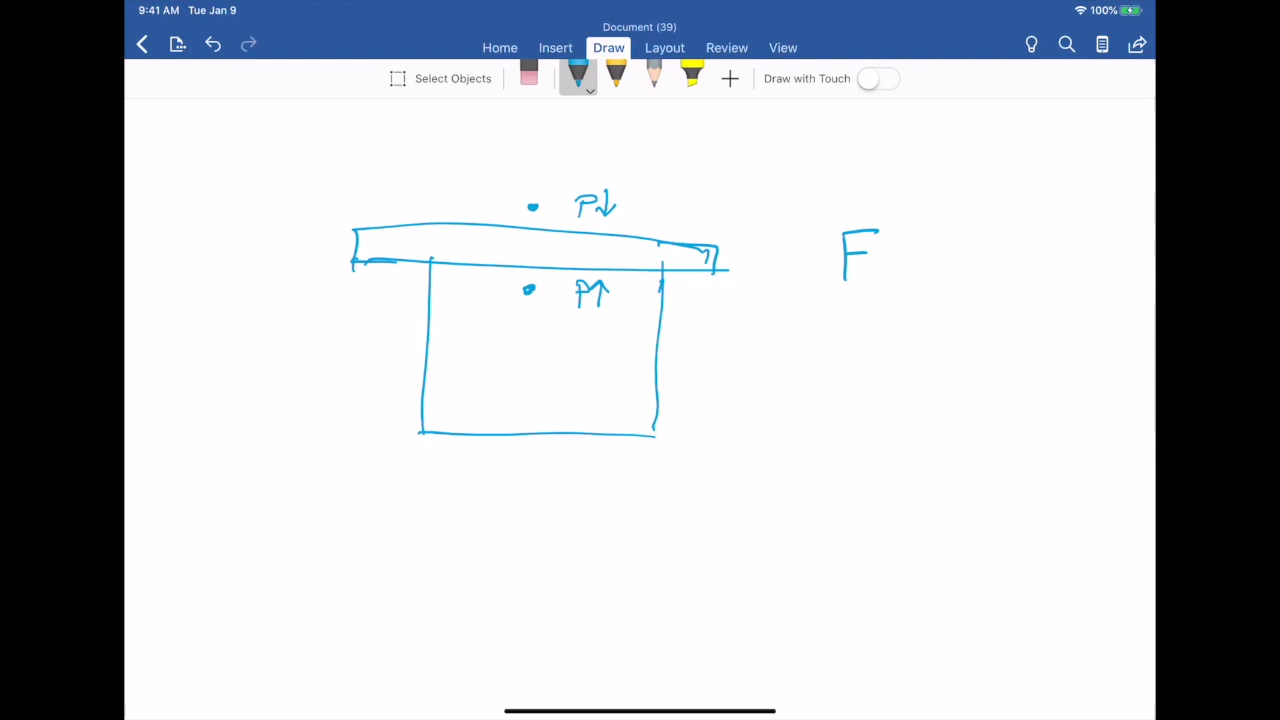 9:41 AM Tue Jan 9
100%
Document (39)
Home Insert Draw Layout Review View
Select Objects
Draw with Touch
P↓
F
P↑